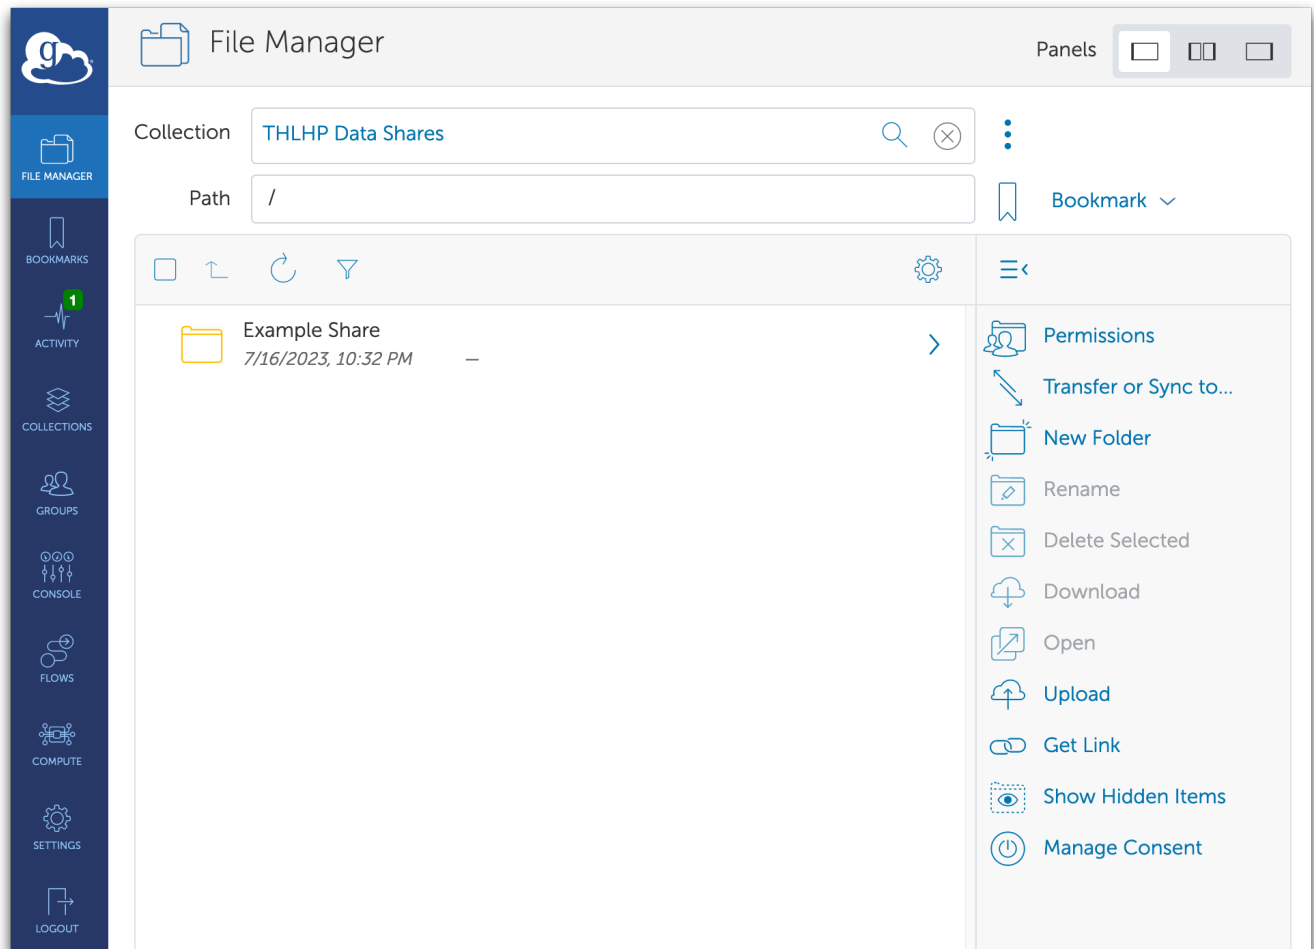 g
File Manager
Panels
FILE MANAGER
BOOKMARKS
1
ACTIVITY
COLLECTIONS
GROUPS
CONSOLE
FLOWS
COMPUTE
SETTINGS
LOGOUT
Collection THLHP Data Shares
Path /
Bookmark
Example Share
7/16/2023, 10:32 PM —
Permissions
Transfer or Sync to...
New Folder
Rename
Delete Selected
Download
Open
Upload
Get Link
Show Hidden Items
Manage Consent